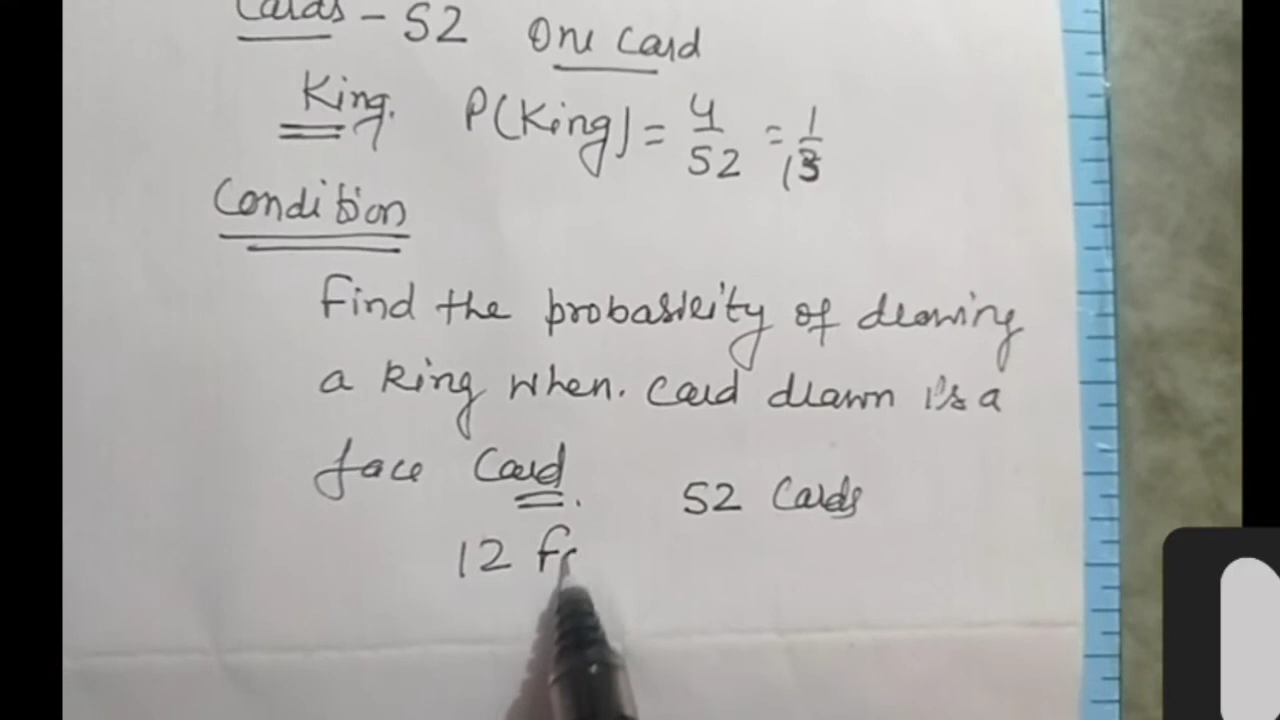 Cards - 52 One Card
King. P(King) = 4/52 = 1/13
Condition
Find the probability of drawing
a King when. Card drawn is a
face Card. 52 Cards
12 fa